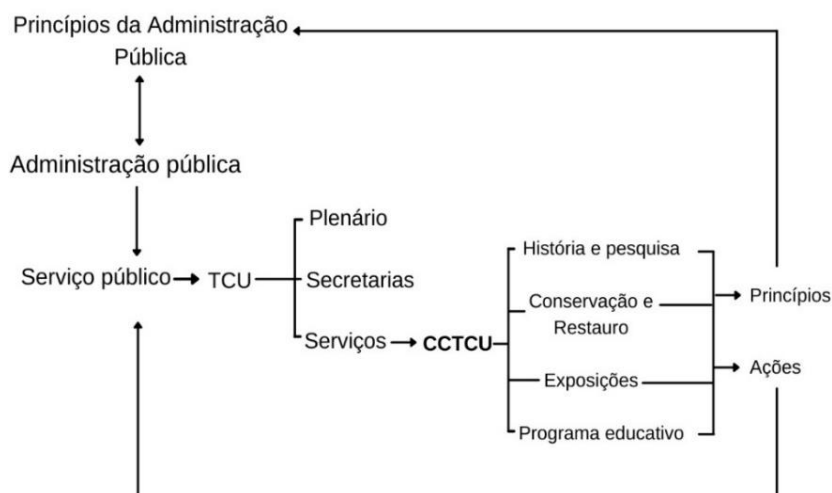 Princípios da Administração
Pública
Administração pública
Serviço público
TCU
Plenário
Secretarias
Serviços
CCTCU
História e pesquisa
Conservação e
Restauro
Exposições
Programa educativo
Princípios
Ações